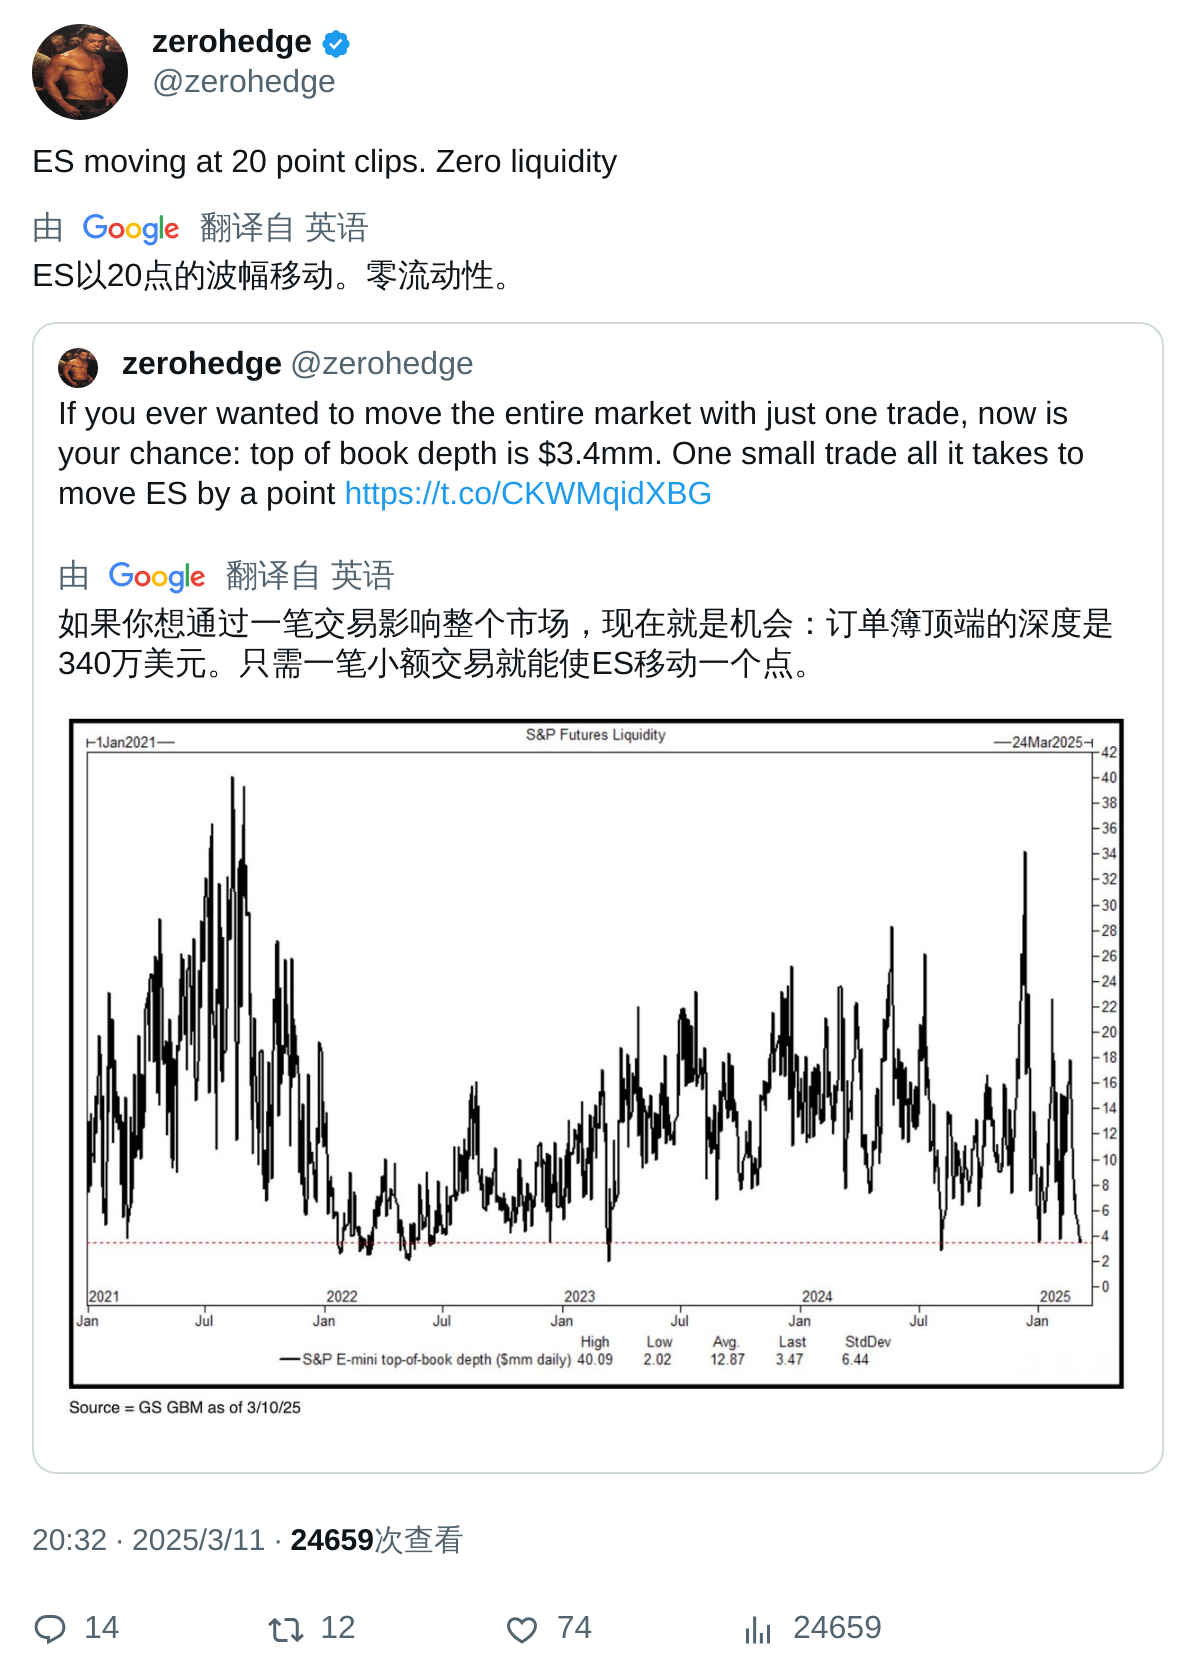 zerohedge
@zerohedge
ES moving at 20 point clips. Zero liquidity
由 Google 翻译自 英语
ES以20点的波幅移动。零流动性。
zerohedge @zerohedge
If you ever wanted to move the entire market with just one trade, now is
your chance: top of book depth is $3.4mm. One small trade all it takes to
move ES by a point https://t.co/CKWMqidXBG
由 Google 翻译自 英语
如果你想通过一笔交易影响整个市场，现在就是机会：订单簿顶端的深度是
340万美元。只需一笔小额交易就能使ES移动一个点。
S&P Futures Liquidity
1Jan2021
24Mar2025
42
40
38
36
34
32
30
28
26
24
22
20
18
16
14
12
10
8
6
4
2
0
2021 2022 2023 2024 2025
Jan Jul Jan Jul Jan Jul Jan Jul Jan
High Low Avg. Last StdDev
S&P E-mini top-of-book depth ($mm daily) 40.09 2.02 12.87 3.47 6.44
Source = GS GBM as of 3/10/25
20:32 · 2025/3/11 · 24659次查看
14 12 74 24659